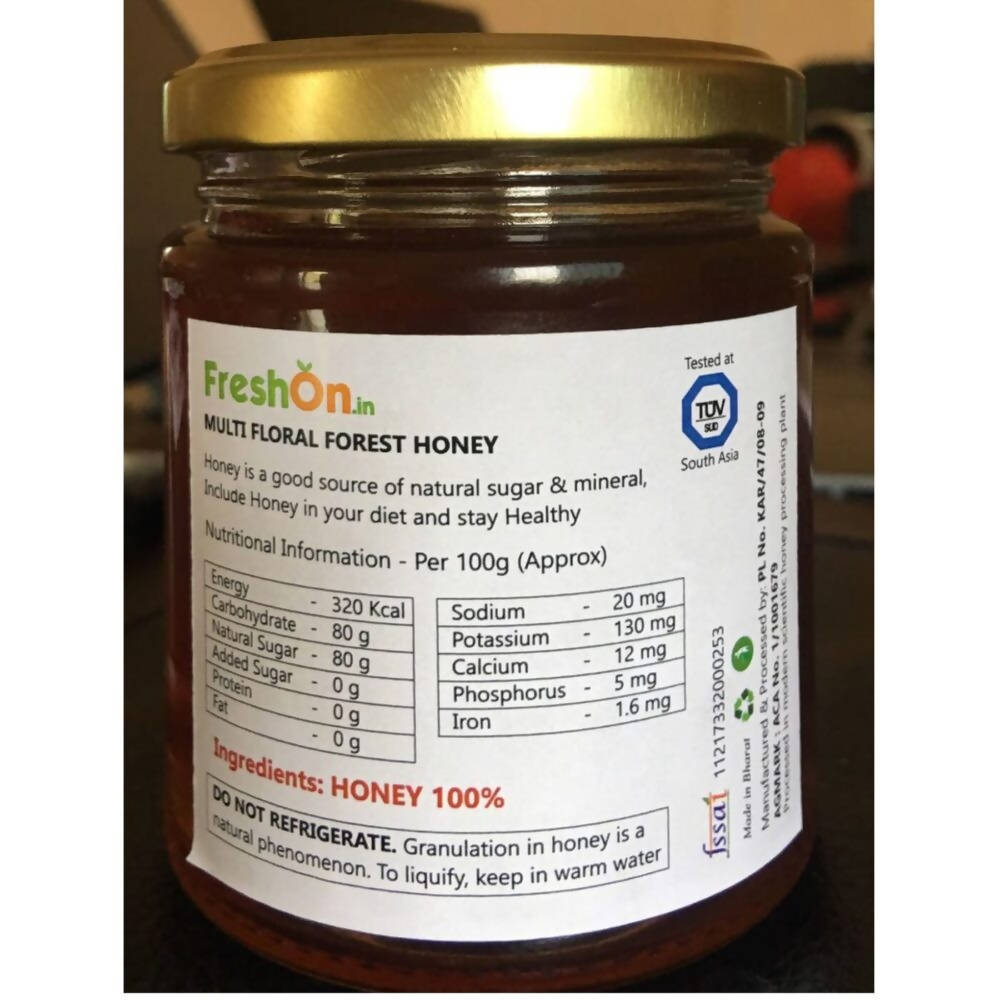 FreshOn.in
MULTI FLORAL FOREST HONEY
Honey is a good source of natural sugar & mineral,
Include Honey in your diet and stay Healthy
Nutritional Information - Per 100g (Approx)
Energy - 320 Kcal
Carbohydrate - 80 g
Natural Sugar - 80 g
Added Sugar - 0 g
Protein - 0 g
Fat - 0 g
Sodium - 20 mg
Potassium - 130 mg
Calcium - 12 mg
Phosphorus - 5 mg
Iron - 1.6 mg
Ingredients: HONEY 100%
DO NOT REFRIGERATE. Granulation in honey is a
natural phenomenon. To liquify, keep in warm water
Tested at
TÜV
SÜD
South Asia
fssai 11217332000253
Made in Bharat
Manufactured & Processed by: PL No. KAR/47/08-09
AGMARK : ACA No. 1/1001679
Processed in modern scientific honey processing plant